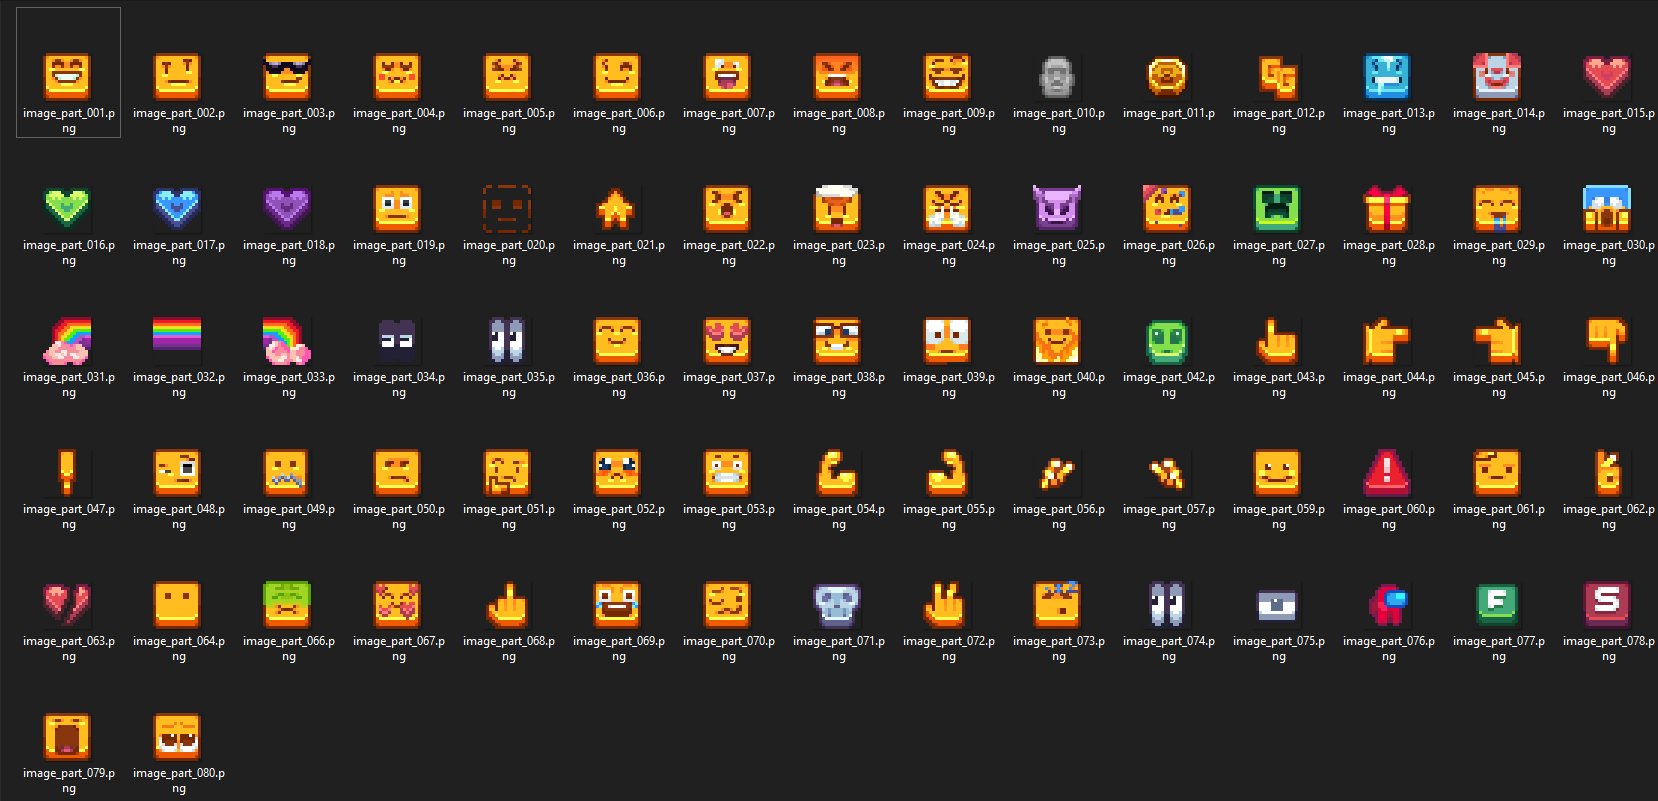 image_part_001.p image_part_002.p image_part_003.p image_part_004.p image_part_005.p image_part_006.p image_part_007.p image_part_008.p image_part_009.p image_part_010.p image_part_011.p image_part_012.p image_part_013.p image_part_014.p image_part_015.p
ng ng ng ng ng ng ng ng ng ng ng ng ng ng ng
GG
image_part_016.p image_part_017.p image_part_018.p image_part_019.p image_part_020.p image_part_021.p image_part_022.p image_part_023.p image_part_024.p image_part_025.p image_part_026.p image_part_027.p image_part_028.p image_part_029.p image_part_030.p
ng ng ng ng ng ng ng ng ng ng ng ng ng ng ng
image_part_031.p image_part_032.p image_part_033.p image_part_034.p image_part_035.p image_part_036.p image_part_037.p image_part_038.p image_part_039.p image_part_040.p image_part_042.p image_part_043.p image_part_044.p image_part_045.p image_part_046.p
ng ng ng ng ng ng ng ng ng ng ng ng ng ng ng
!
image_part_047.p image_part_048.p image_part_049.p image_part_050.p image_part_051.p image_part_052.p image_part_053.p image_part_054.p image_part_055.p image_part_056.p image_part_057.p image_part_059.p image_part_060.p image_part_061.p image_part_062.p
ng ng ng ng ng ng ng ng ng ng ng ng ng ng ng
F S
image_part_063.p image_part_064.p image_part_066.p image_part_067.p image_part_068.p image_part_069.p image_part_070.p image_part_071.p image_part_072.p image_part_073.p image_part_074.p image_part_075.p image_part_076.p image_part_077.p image_part_078.p
ng ng ng ng ng ng ng ng ng ng ng ng ng ng ng
image_part_079.p image_part_080.p
ng ng